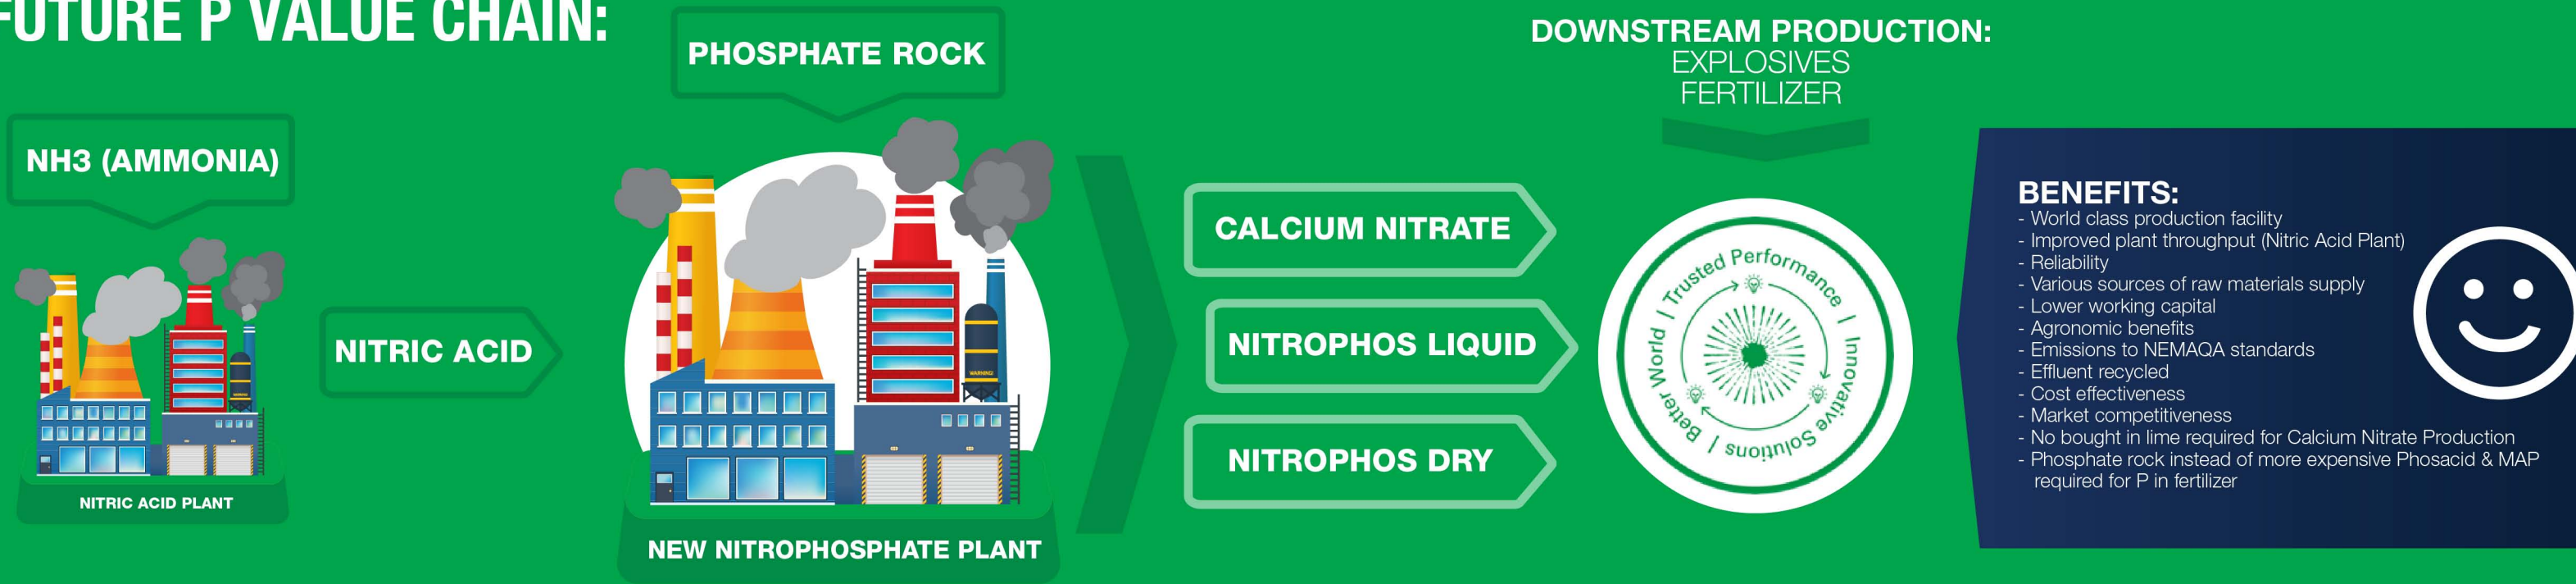 FUTURE P VALUE CHAIN:
NH3 (AMMONIA)
NITRIC ACID PLANT
NITRIC ACID
PHOSPHATE ROCK
WARNING!
WARNING!
NEW NITROPHOSPHATE PLANT
CALCIUM NITRATE
NITROPHOS LIQUID
NITROPHOS DRY
DOWNSTREAM PRODUCTION:
EXPLOSIVES
FERTILIZER
Better World | Trusted Performance | Innovative Solutions |
BENEFITS:
- World class production facility
- Improved plant throughput (Nitric Acid Plant)
- Reliability
- Various sources of raw materials supply
- Lower working capital
- Agronomic benefits
- Emissions to NEMAQA standards
- Effluent recycled
- Cost effectiveness
- Market competitiveness
- No bought in lime required for Calcium Nitrate Production
- Phosphate rock instead of more expensive Phosacid & MAP
required for P in fertilizer